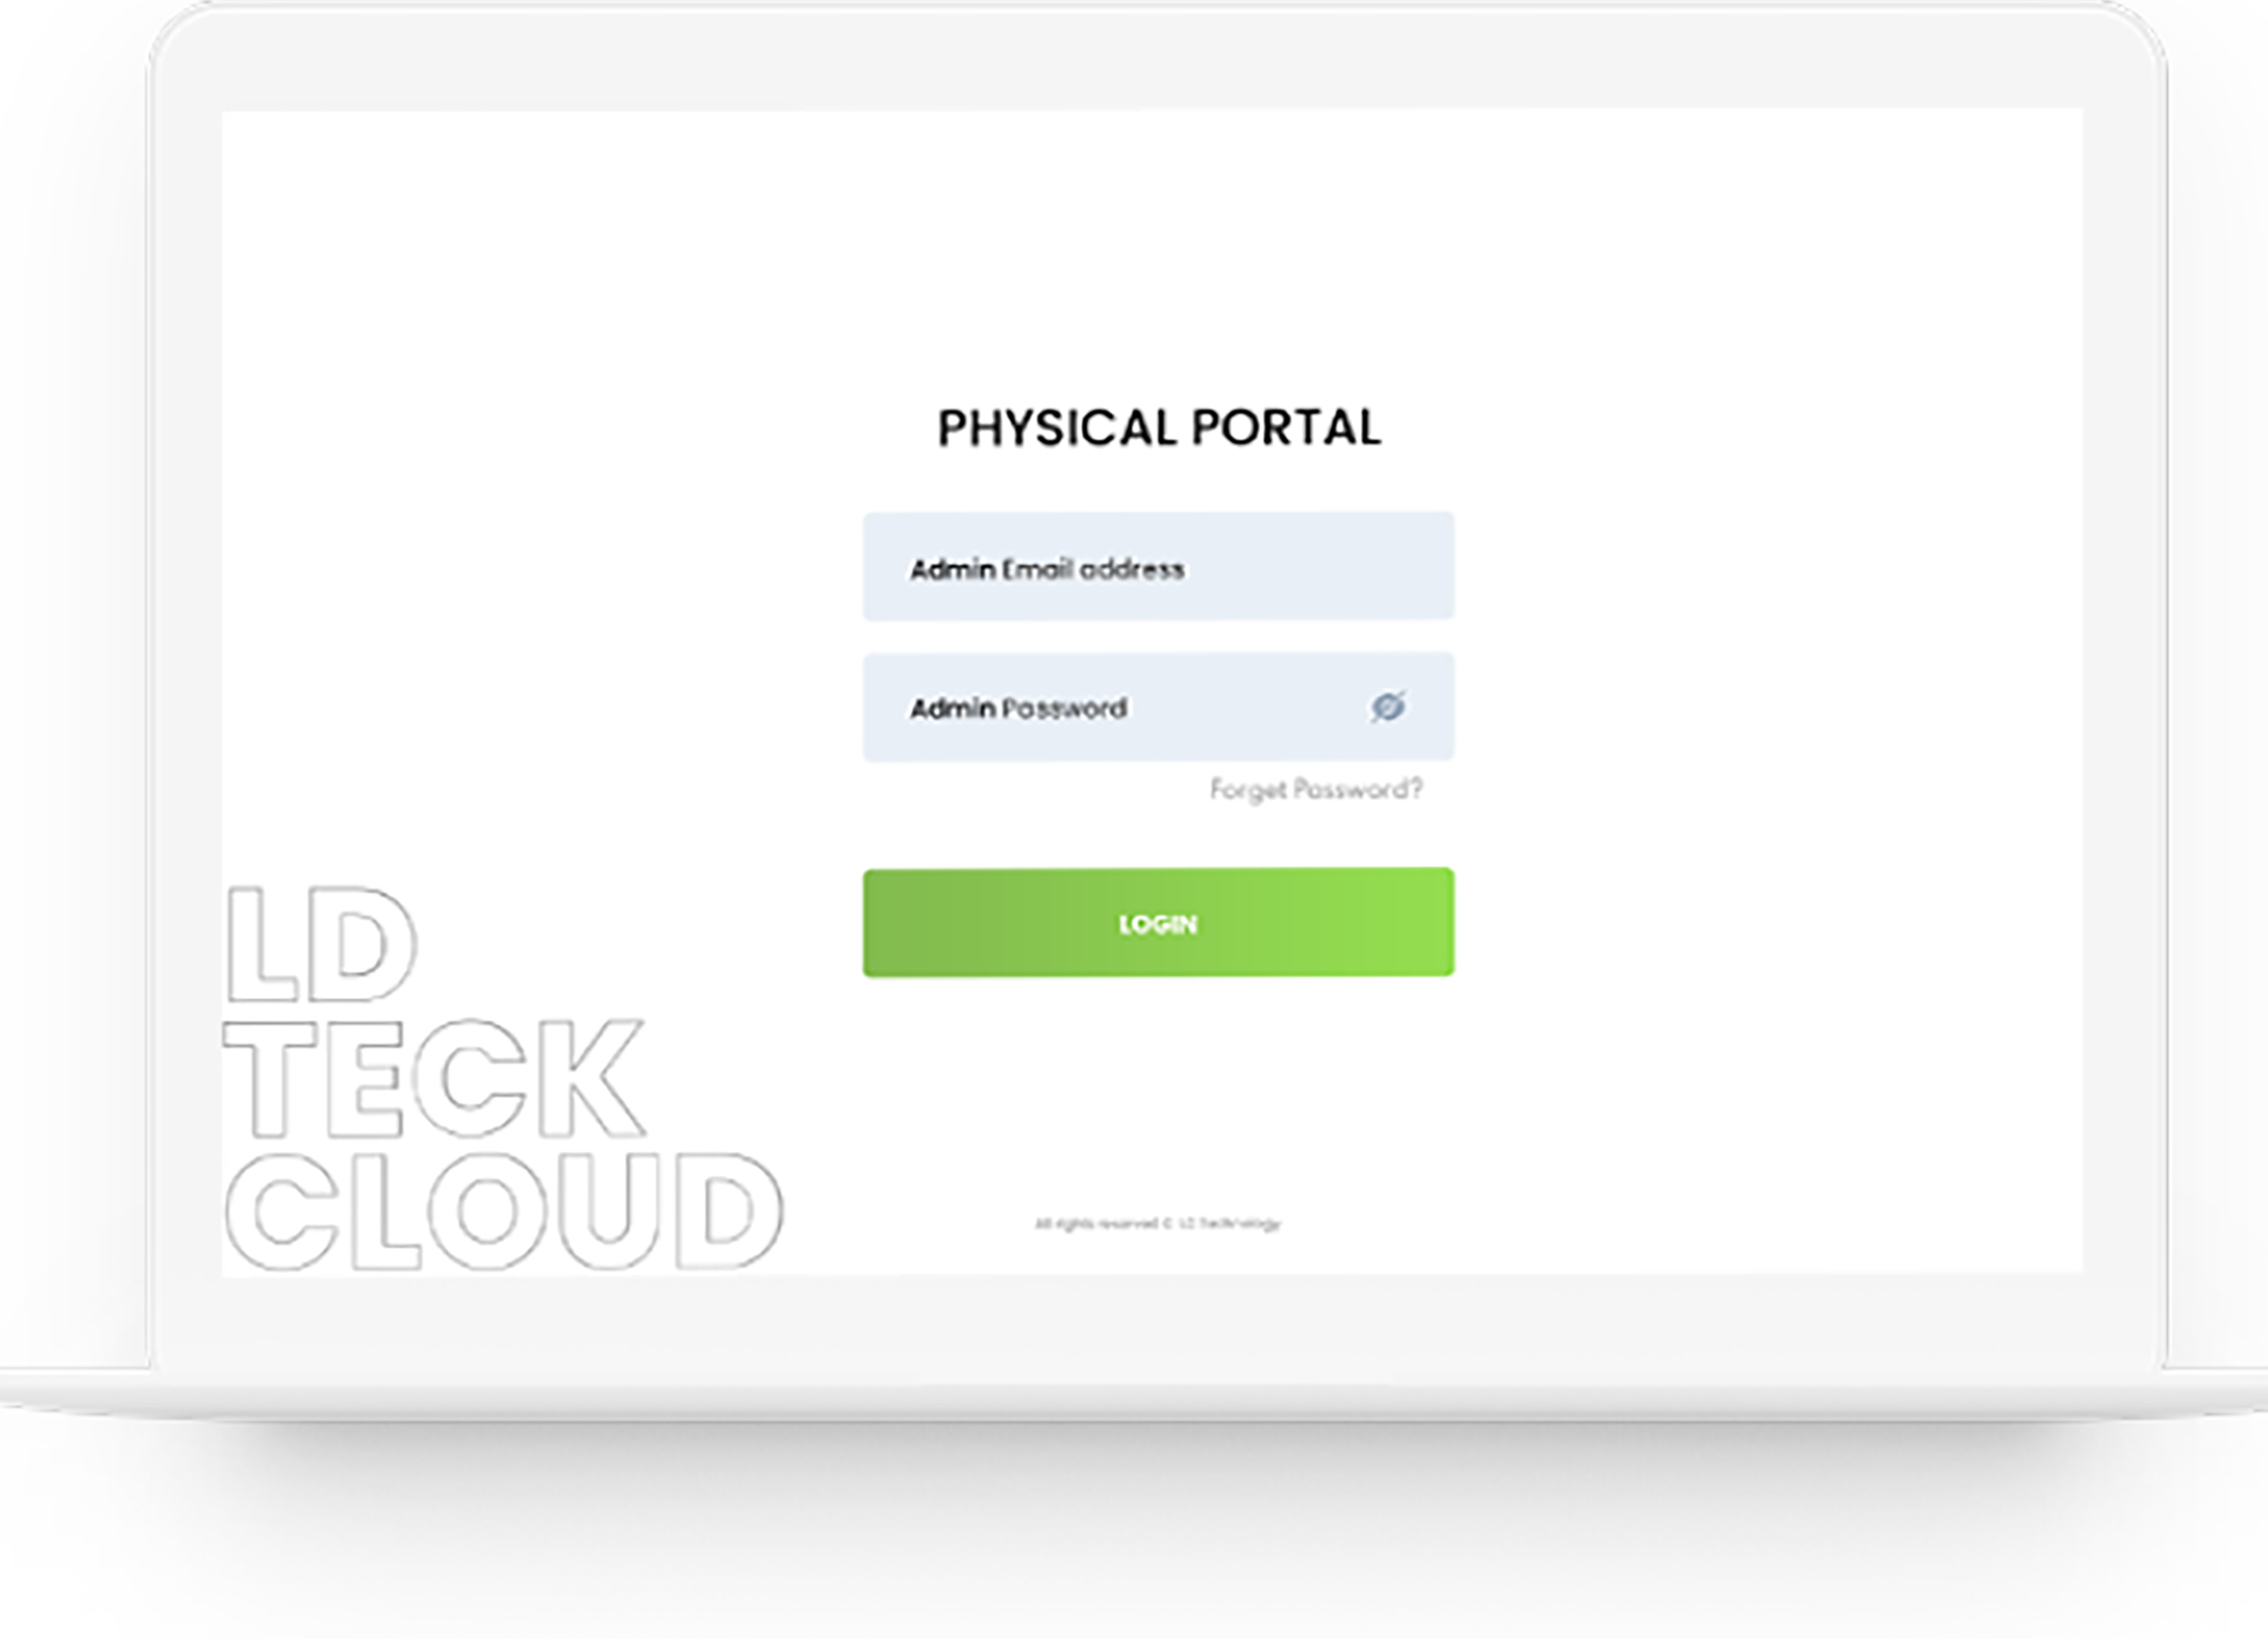 PHYSICAL PORTAL
Admin Email address
Admin Password
Forget Password?
LOGIN
LD
TECK
CLOUD
All rights reserved © LD Technology